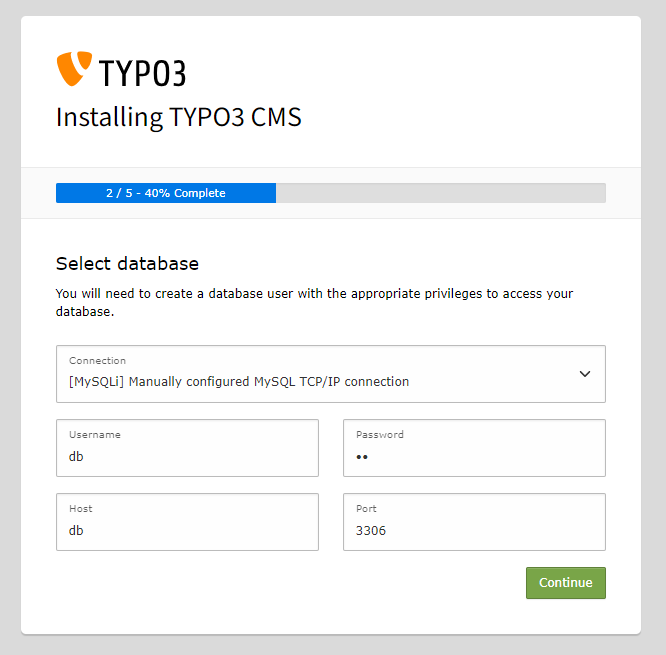 TYPO3
Installing TYPO3 CMS
2 / 5 - 40% Complete
Select database
You will need to create a database user with the appropriate privileges to access your
database.
Connection
[MySQLi] Manually configured MySQL TCP/IP connection
Username
db
Password
••
Host
db
Port
3306
Continue